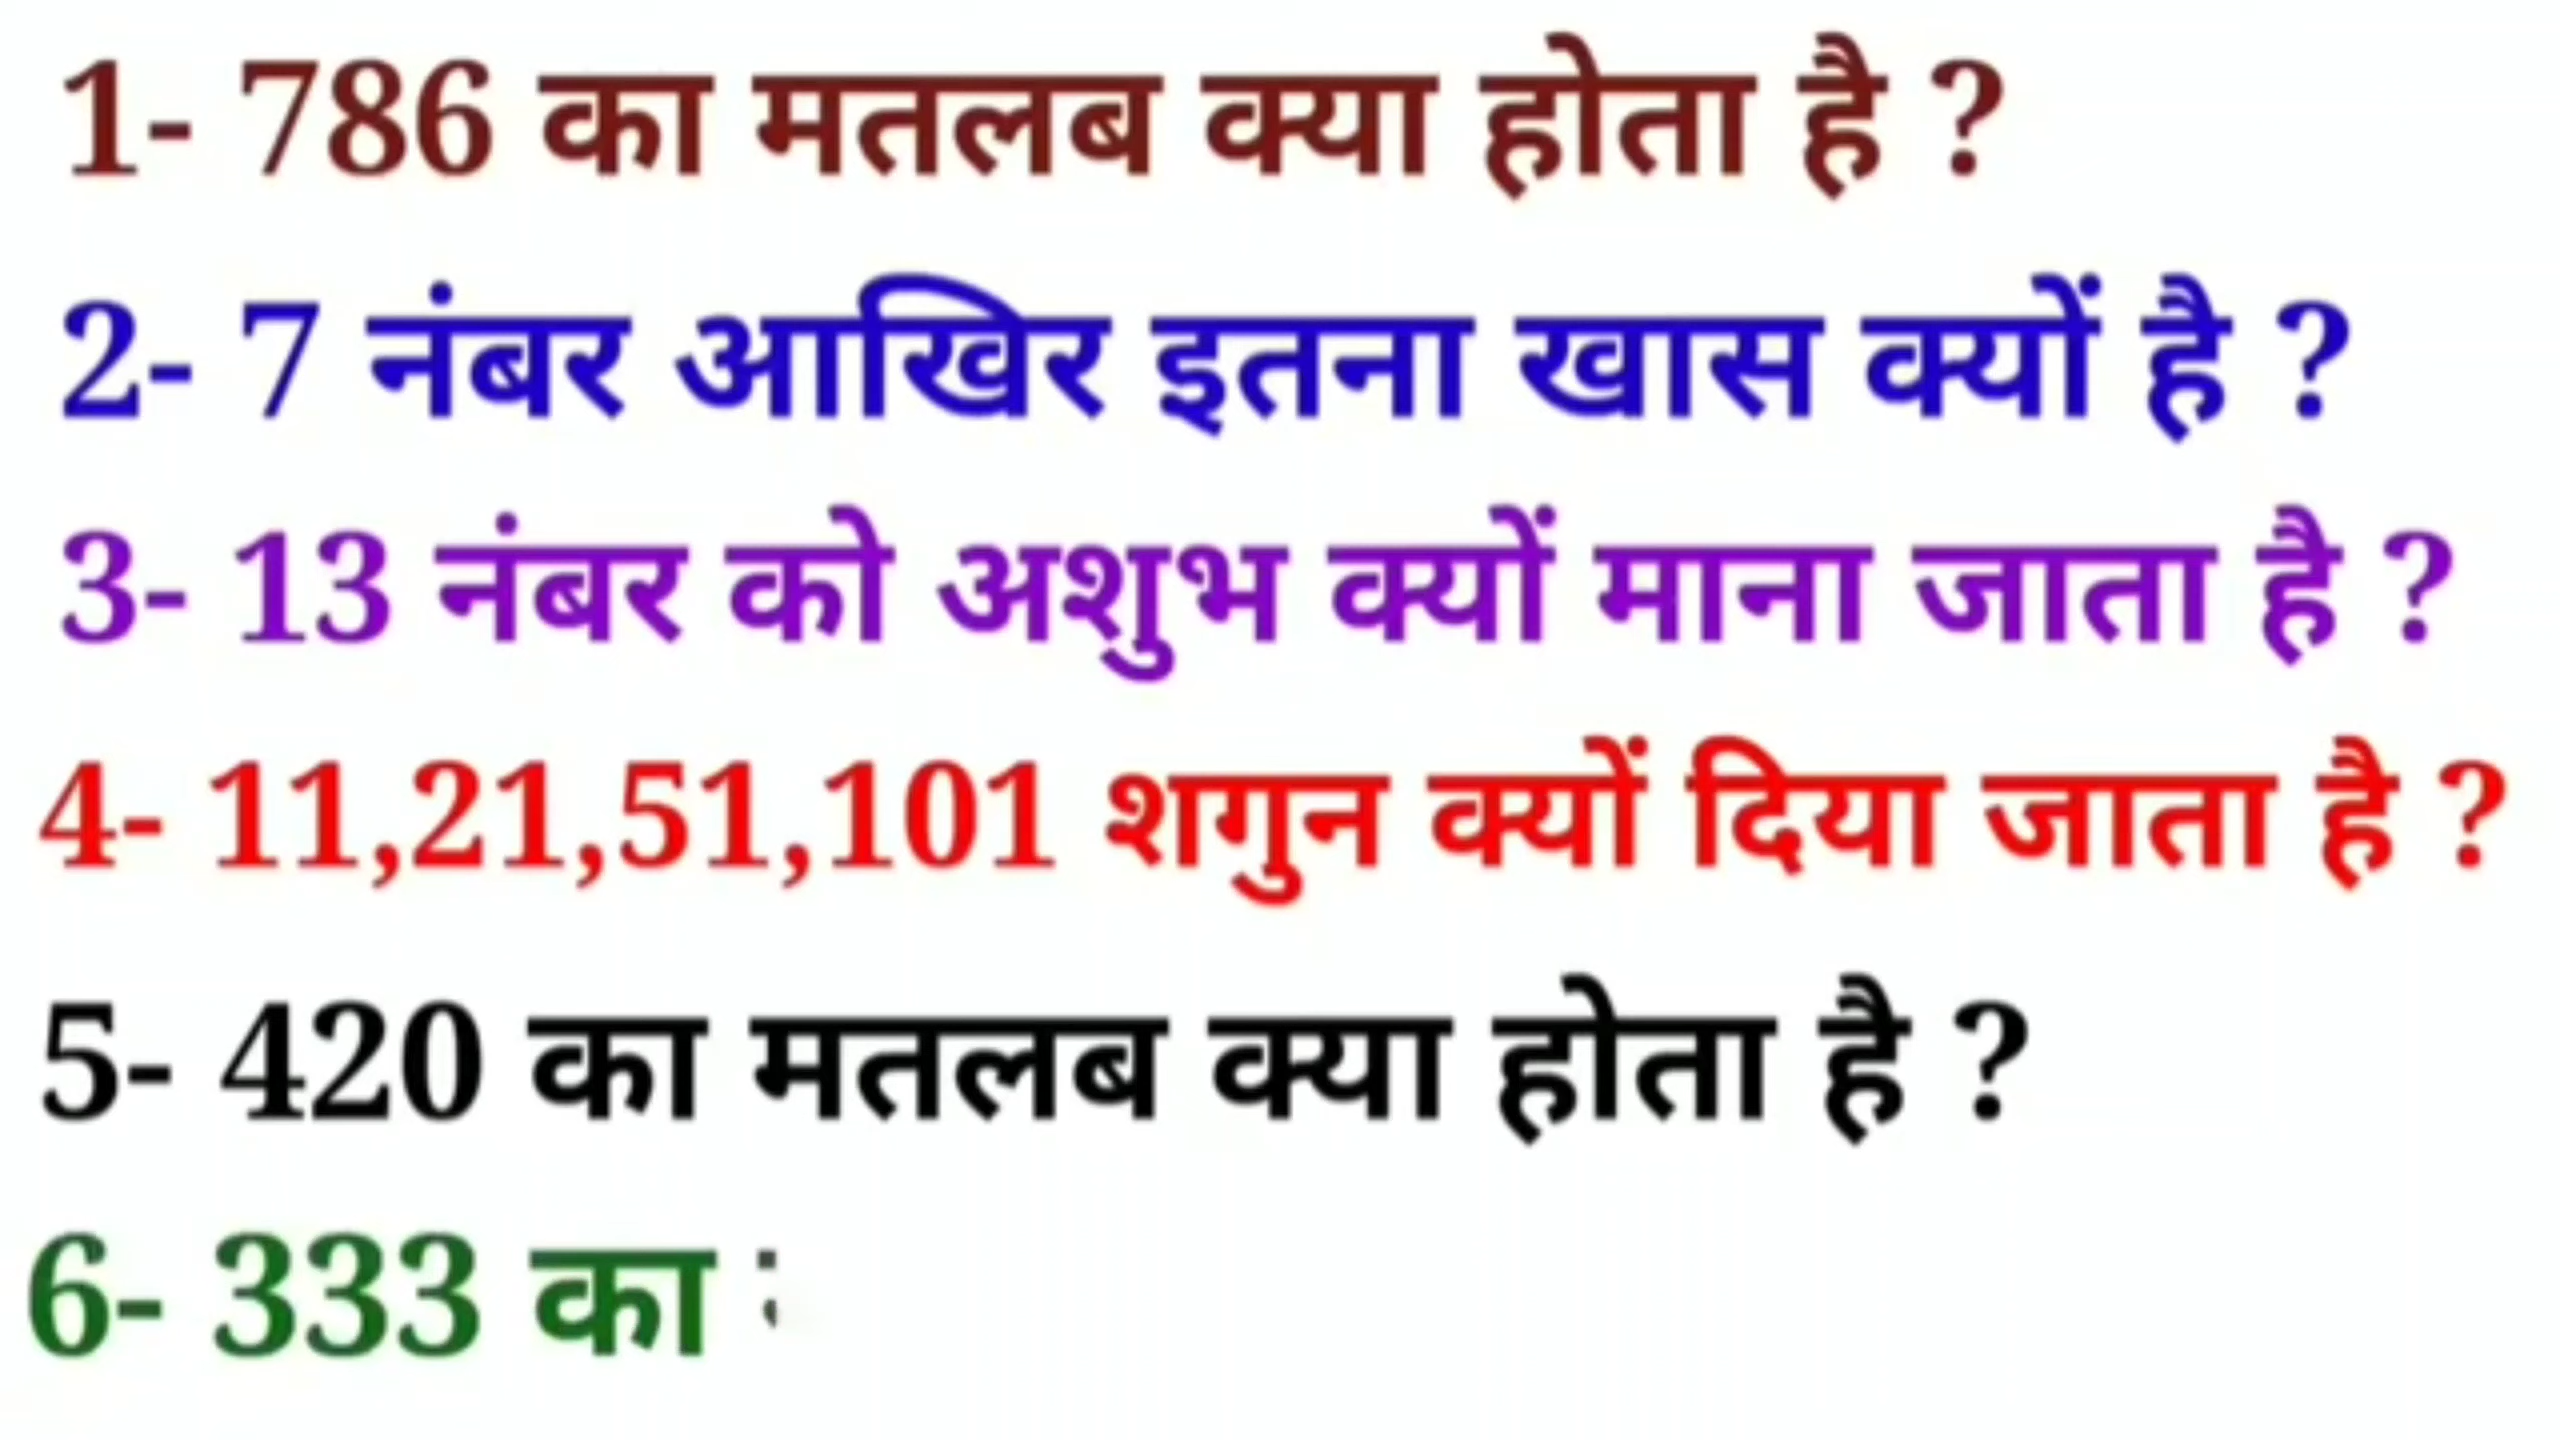 1- 786 का मतलब क्या होता है ?
2- 7 नंबर आखिर इतना खास क्यों है ?
3- 13 नंबर को अशुभ क्यों माना जाता है ?
4- 11,21,51,101 शगुन क्यों दिया जाता है ?
5- 420 का मतलब क्या होता है ?
6- 333 का